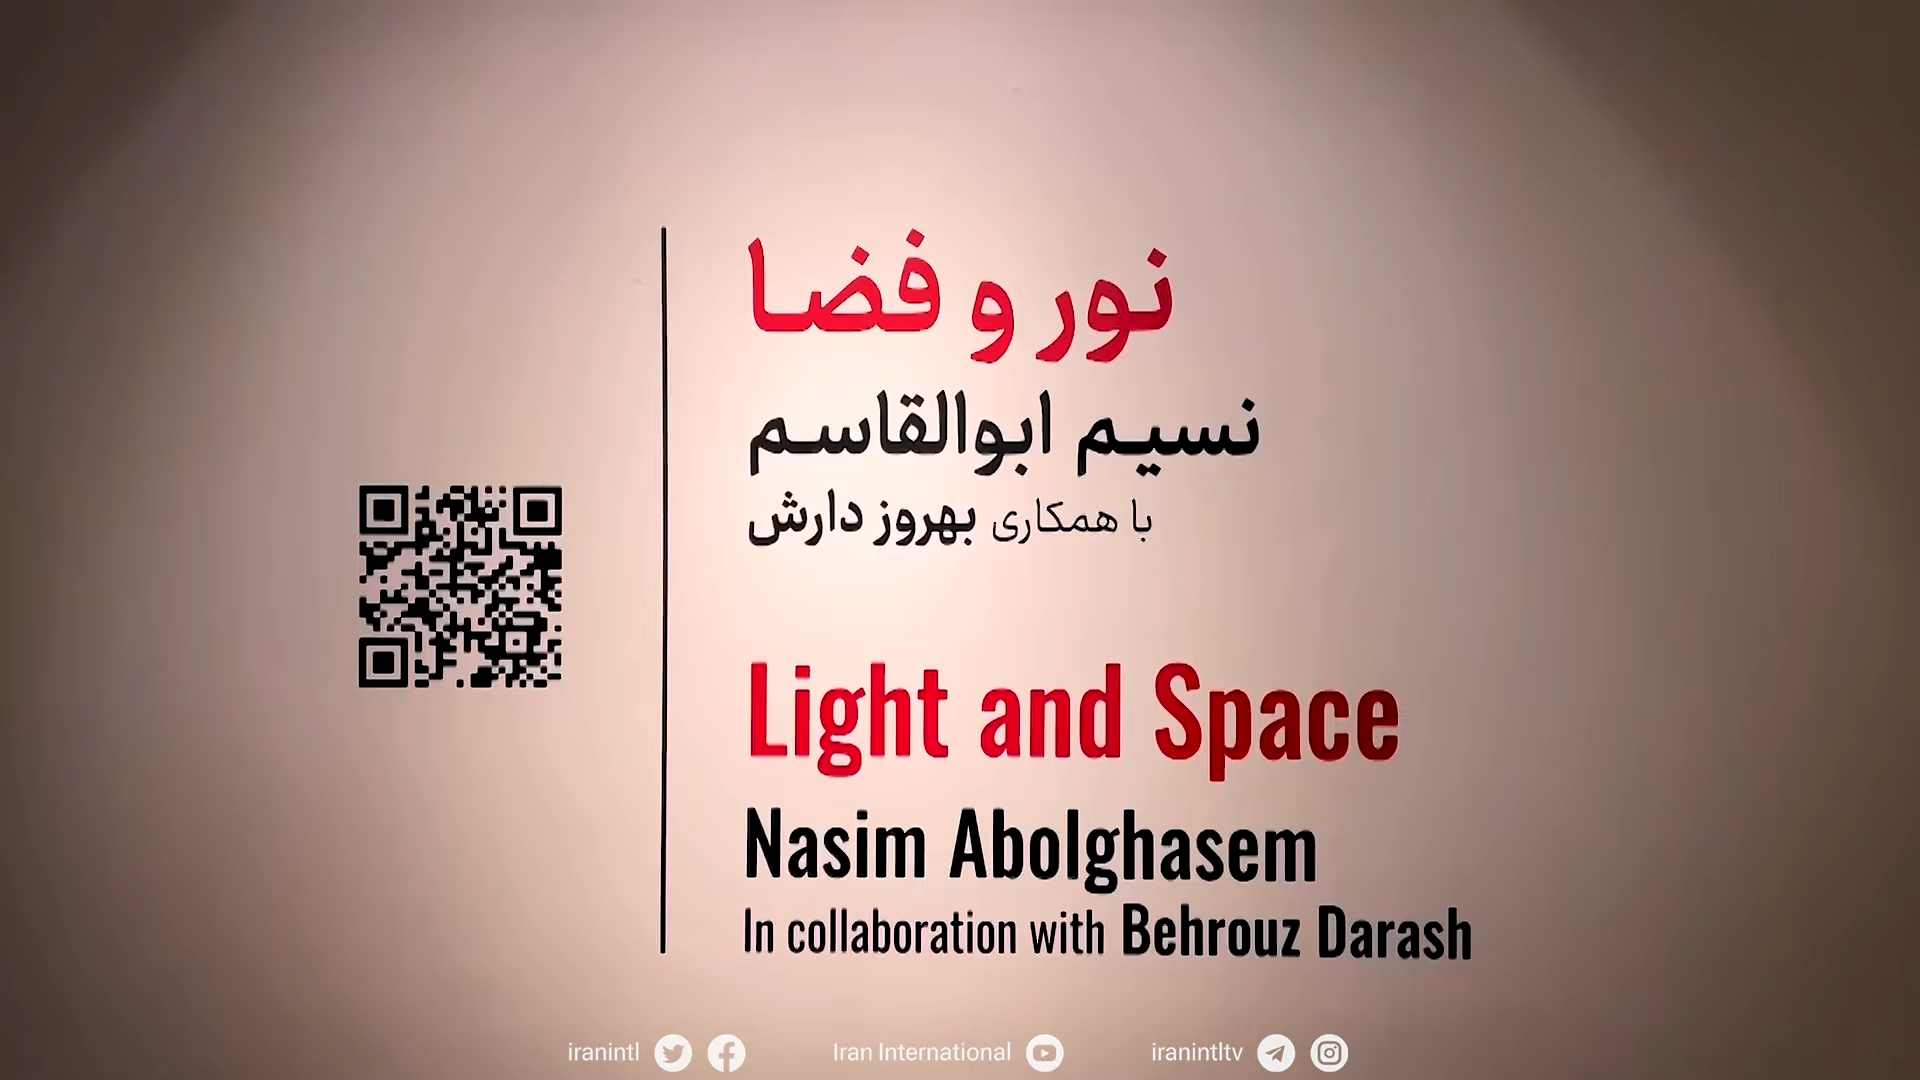 نور و فضا
نسیم ابوالقاسم
با همکاری بهروز دارش
Light and Space
Nasim Abolghasem
In collaboration with Behrouz Darash
iranintl
Iran International
iranintltv